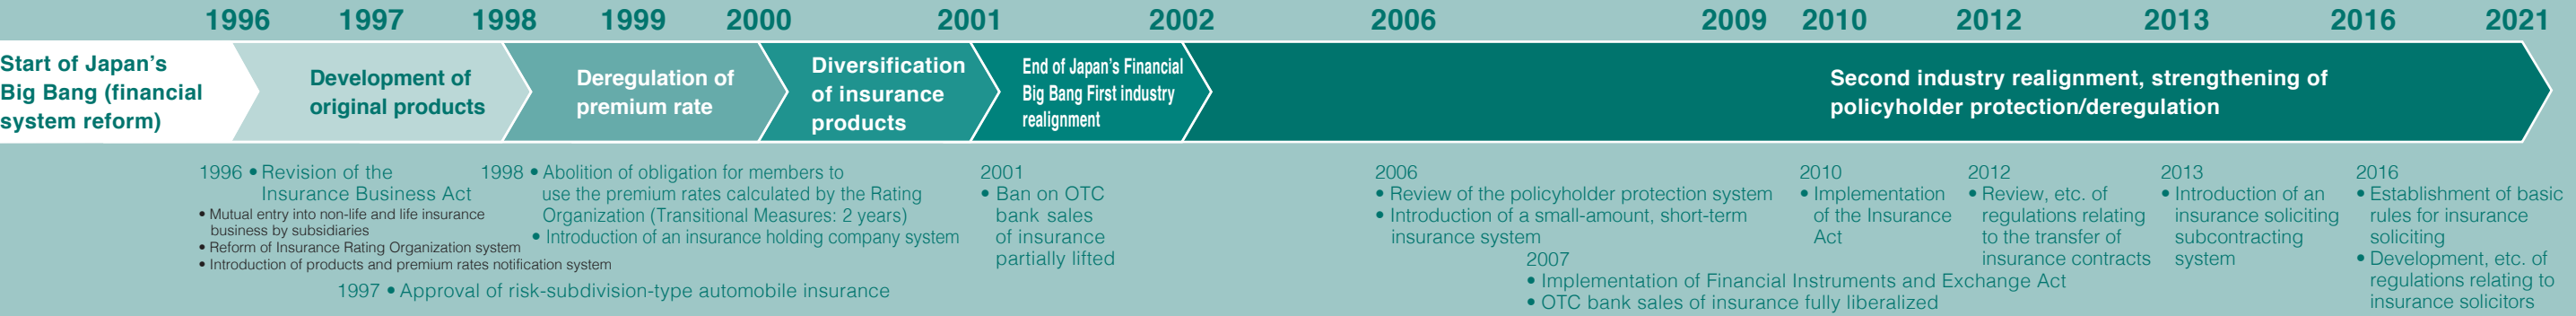 1996 1997 1998 1999 2000 2001 2002 2006 2009 2010 2012 2013 2016 2021
Start of Japan's
Big Bang (financial
system reform)
Development of
original products
Deregulation of
premium rate
Diversification
of insurance
products
End of Japan's Financial
Big Bang First industry
realignment
Second industry realignment, strengthening of
policyholder protection/deregulation
1996 • Revision of the
Insurance Business Act
• Mutual entry into non-life and life insurance
business by subsidiaries
• Reform of Insurance Rating Organization system
• Introduction of products and premium rates notification system
1997 • Approval of risk-subdivision-type automobile insurance
1998 • Abolition of obligation for members to
use the premium rates calculated by the Rating
Organization (Transitional Measures: 2 years)
• Introduction of an insurance holding company system
2001
• Ban on OTC
bank sales
of insurance
partially lifted
2006
• Review of the policyholder protection system
• Introduction of a small-amount, short-term
insurance system
2007
• Implementation of Financial Instruments and Exchange Act
• OTC bank sales of insurance fully liberalized
2010
• Implementation
of the Insurance
Act
2012
• Review, etc. of
regulations relating
to the transfer of
insurance contracts
2013
• Introduction of an
insurance soliciting
subcontracting
system
2016
• Establishment of basic
rules for insurance
soliciting
• Development, etc. of
regulations relating to
insurance solicitors